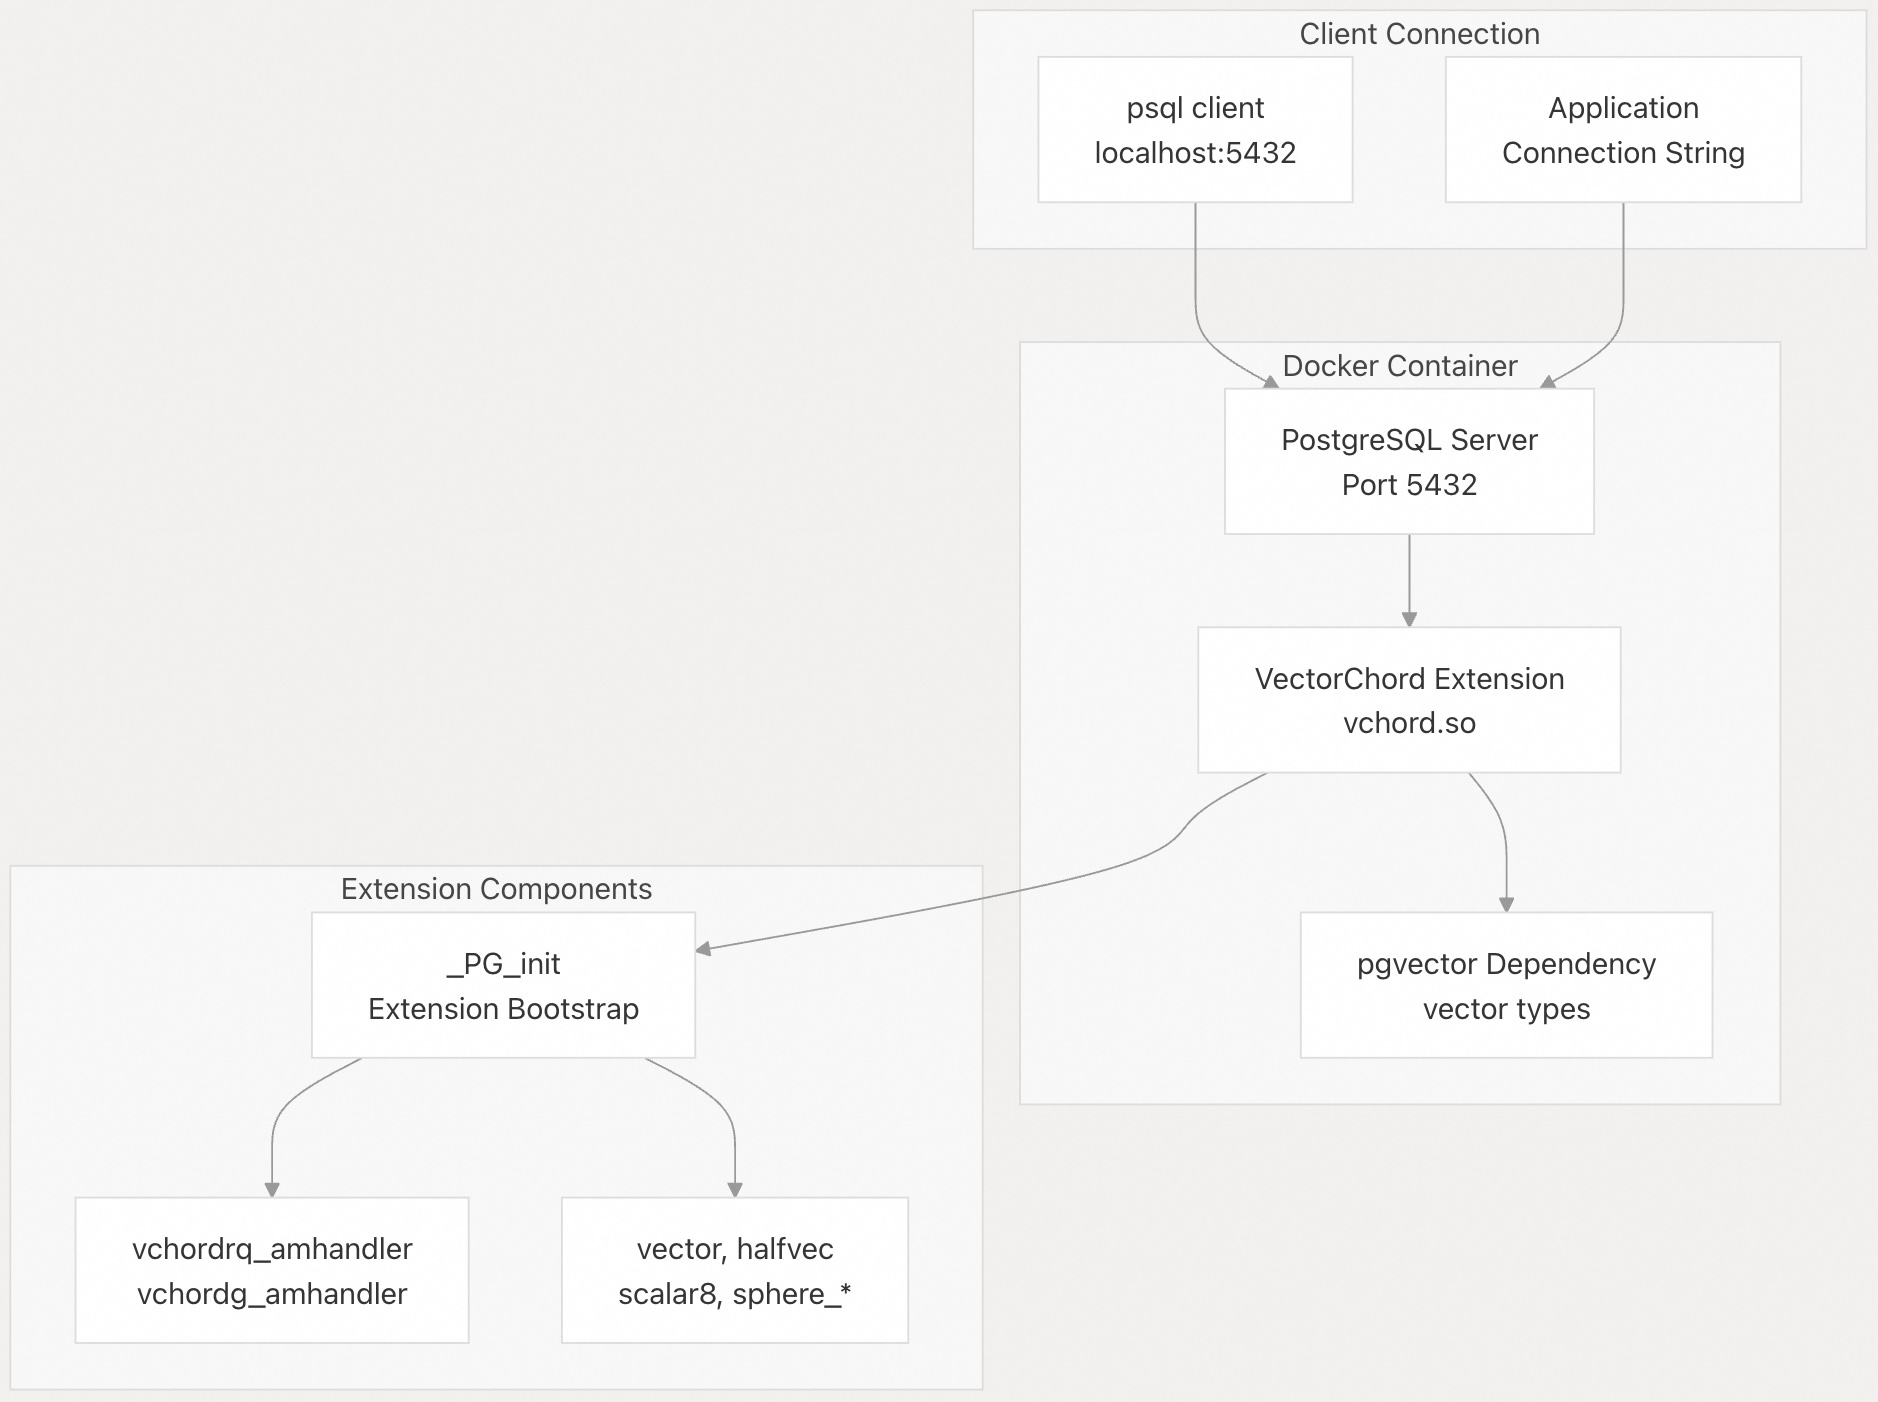 Client Connection
psql client
localhost:5432
Application
Connection String
Docker Container
PostgreSQL Server
Port 5432
VectorChord Extension
vchord.so
Extension Components
_PG_init
Extension Bootstrap
pgvector Dependency
vector types
vchordrq_amhandler
vchordg_amhandler
vector, halfvec
scalar8, sphere_*